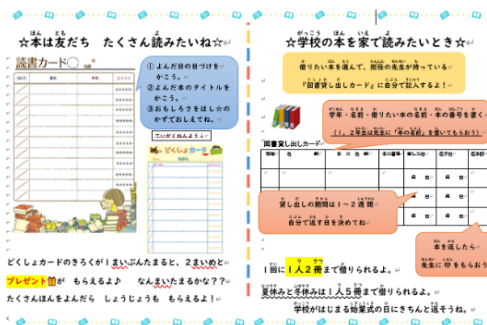 ☆本は友だち　たくさん読みたいね☆
読書カード
①よんだ日の日づけを
かこう。
②よんだ本のタイトルを
かこう。
③おもしろさをほし☆の
かずでおしえてね。
ていがくねんようよ
どくしょカード
どくしょカードのきろくが１まいぶんたまると、２まいめと
プレゼントが　もらえるよ♪　なんまいたまるかな？？
たくさんほんをよんだら　しょうじょうも　もらえるよ！
☆学校の本を家で読みたいとき☆
借りたい本を選んで、担任の先生が持っている
『図書貸し出しカード』に自分で記入するよ！
学年・名前・借りたい本の名前・本の番号を書く
（１、２年生は先生に「本の名前」を書いてもらおう）
図書貸し出しカード
貸し出しの期間は１～２週間
自分で返す日を決めてね
本を返したら
先生に印をもらおう
１回に１人２冊まで借りられるよ。
夏休みと冬休みは１人５冊まで借りられるよ。
学校がはじまる始業式の日にきちんと返そうね。